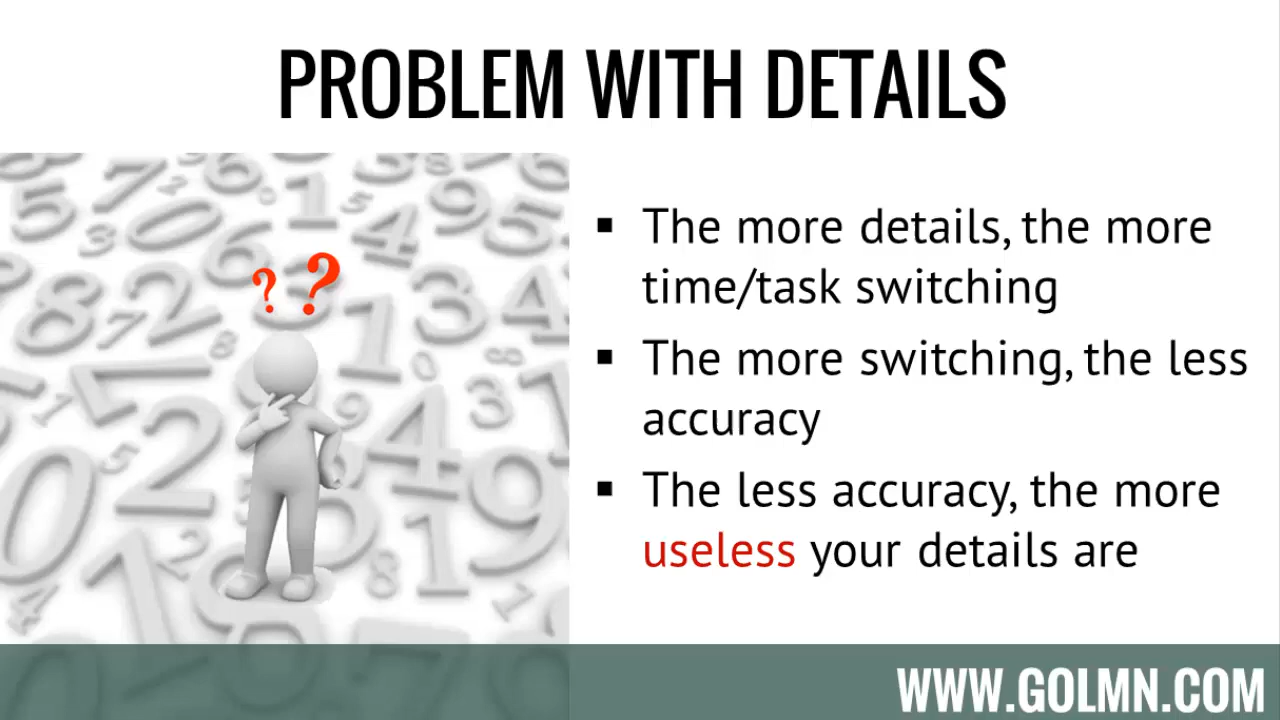 PROBLEM WITH DETAILS
? ?
▪ The more details, the more
time/task switching
▪ The more switching, the less
accuracy
▪ The less accuracy, the more
useless your details are
WWW.GOLMN.COM